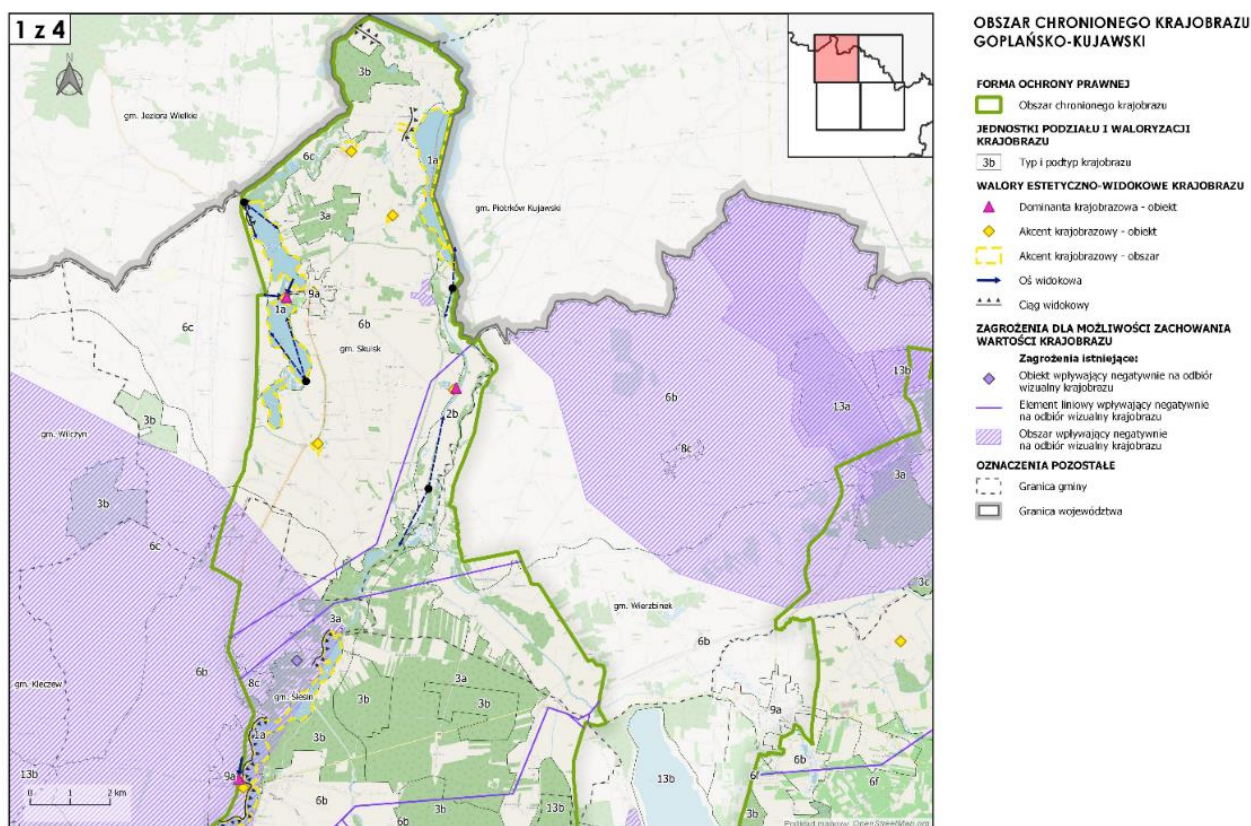 1 z 4
N
3b
gm. Jeziora Wielkie
6c
1a
3a
gm. Piotrków Kujawski
9a
1a
6c
6b
gm. Skulsk
13b
6b
13a
3b
2b
8c
gm. Wilczyn
3a
3b
6c
3c
gm. Wierzbinek
3a
6b
6b
8c
3a
gm. Kleczew
gm. Ślesin
3b
3b
9a
1a
3b
13b
9a
13b
6b
6f
0 1 2 km
6b
13b
3b
6b
Podkład mapowy: OpenStreetMap.org
OBSZAR CHRONIONEGO KRAJOBRAZU
GOPLAŃSKO-KUJAWSKI
FORMA OCHRONY PRAWNEJ
Obszar chronionego krajobrazu
JEDNOSTKI PODZIAŁU I WALORYZACJI
KRAJOBRAZU
3b Typ i podtyp krajobrazu
WALORY ESTETYCZNO-WIDOKOWE KRAJOBRAZU
Dominanta krajobrazowa - obiekt
Akcent krajobrazowy - obiekt
Akcent krajobrazowy - obszar
Oś widokowa
Ciąg widokowy
ZAGROŻENIA DLA MOŻLIWOŚCI ZACHOWANIA
WARTOŚCI KRAJOBRAZU
Zagrożenia istniejące:
Obiekt wpływający negatywnie na odbiór
wizualny krajobrazu
Element liniowy wpływający negatywnie
na odbiór wizualny krajobrazu
Obszar wpływający negatywnie
na odbiór wizualny krajobrazu
OZNACZENIA POZOSTAŁE
Granica gminy
Granica województwa